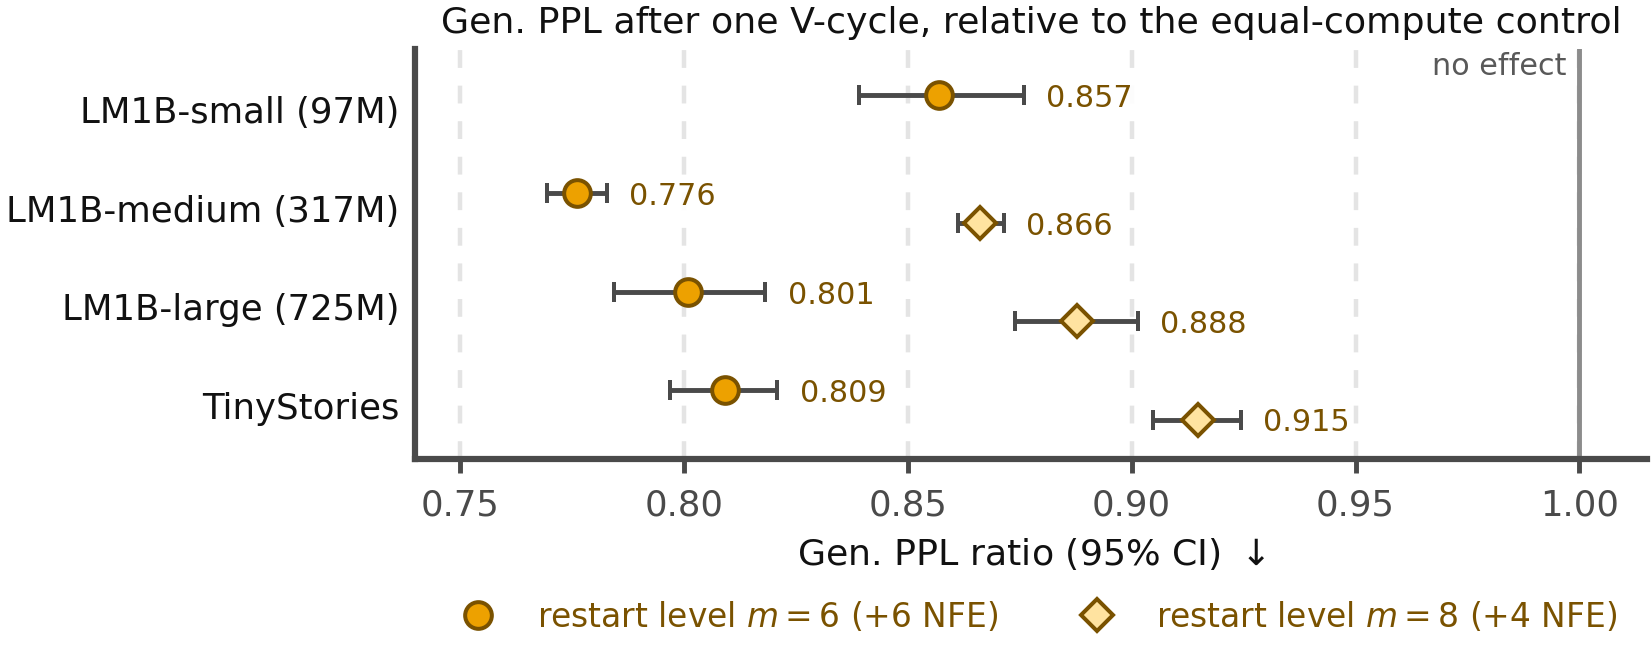 Gen. PPL after one V-cycle, relative to the equal-compute control
no effect
LM1B-small (97M)
0.857
LM1B-medium (317M)
0.776
0.866
LM1B-large (725M)
0.801
0.888
TinyStories
0.809
0.915
0.75 0.80 0.85 0.90 0.95 1.00
Gen. PPL ratio (95% CI) ↓
restart level m = 6 (+6 NFE)
restart level m = 8 (+4 NFE)